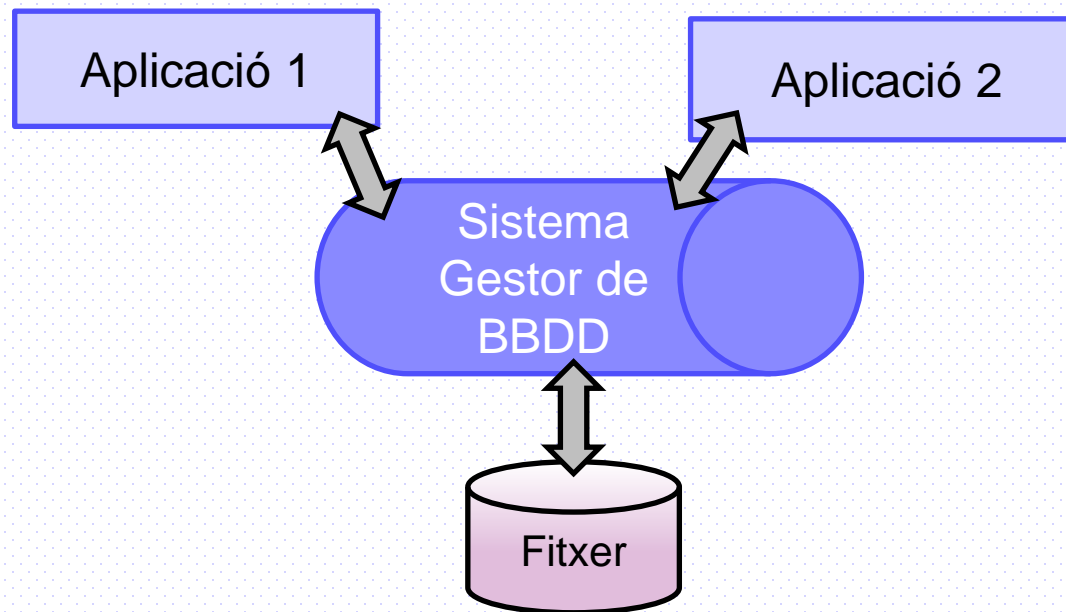 Aplicació 1
Aplicació 2
Sistema
Gestor de
BBDD
Fitxer